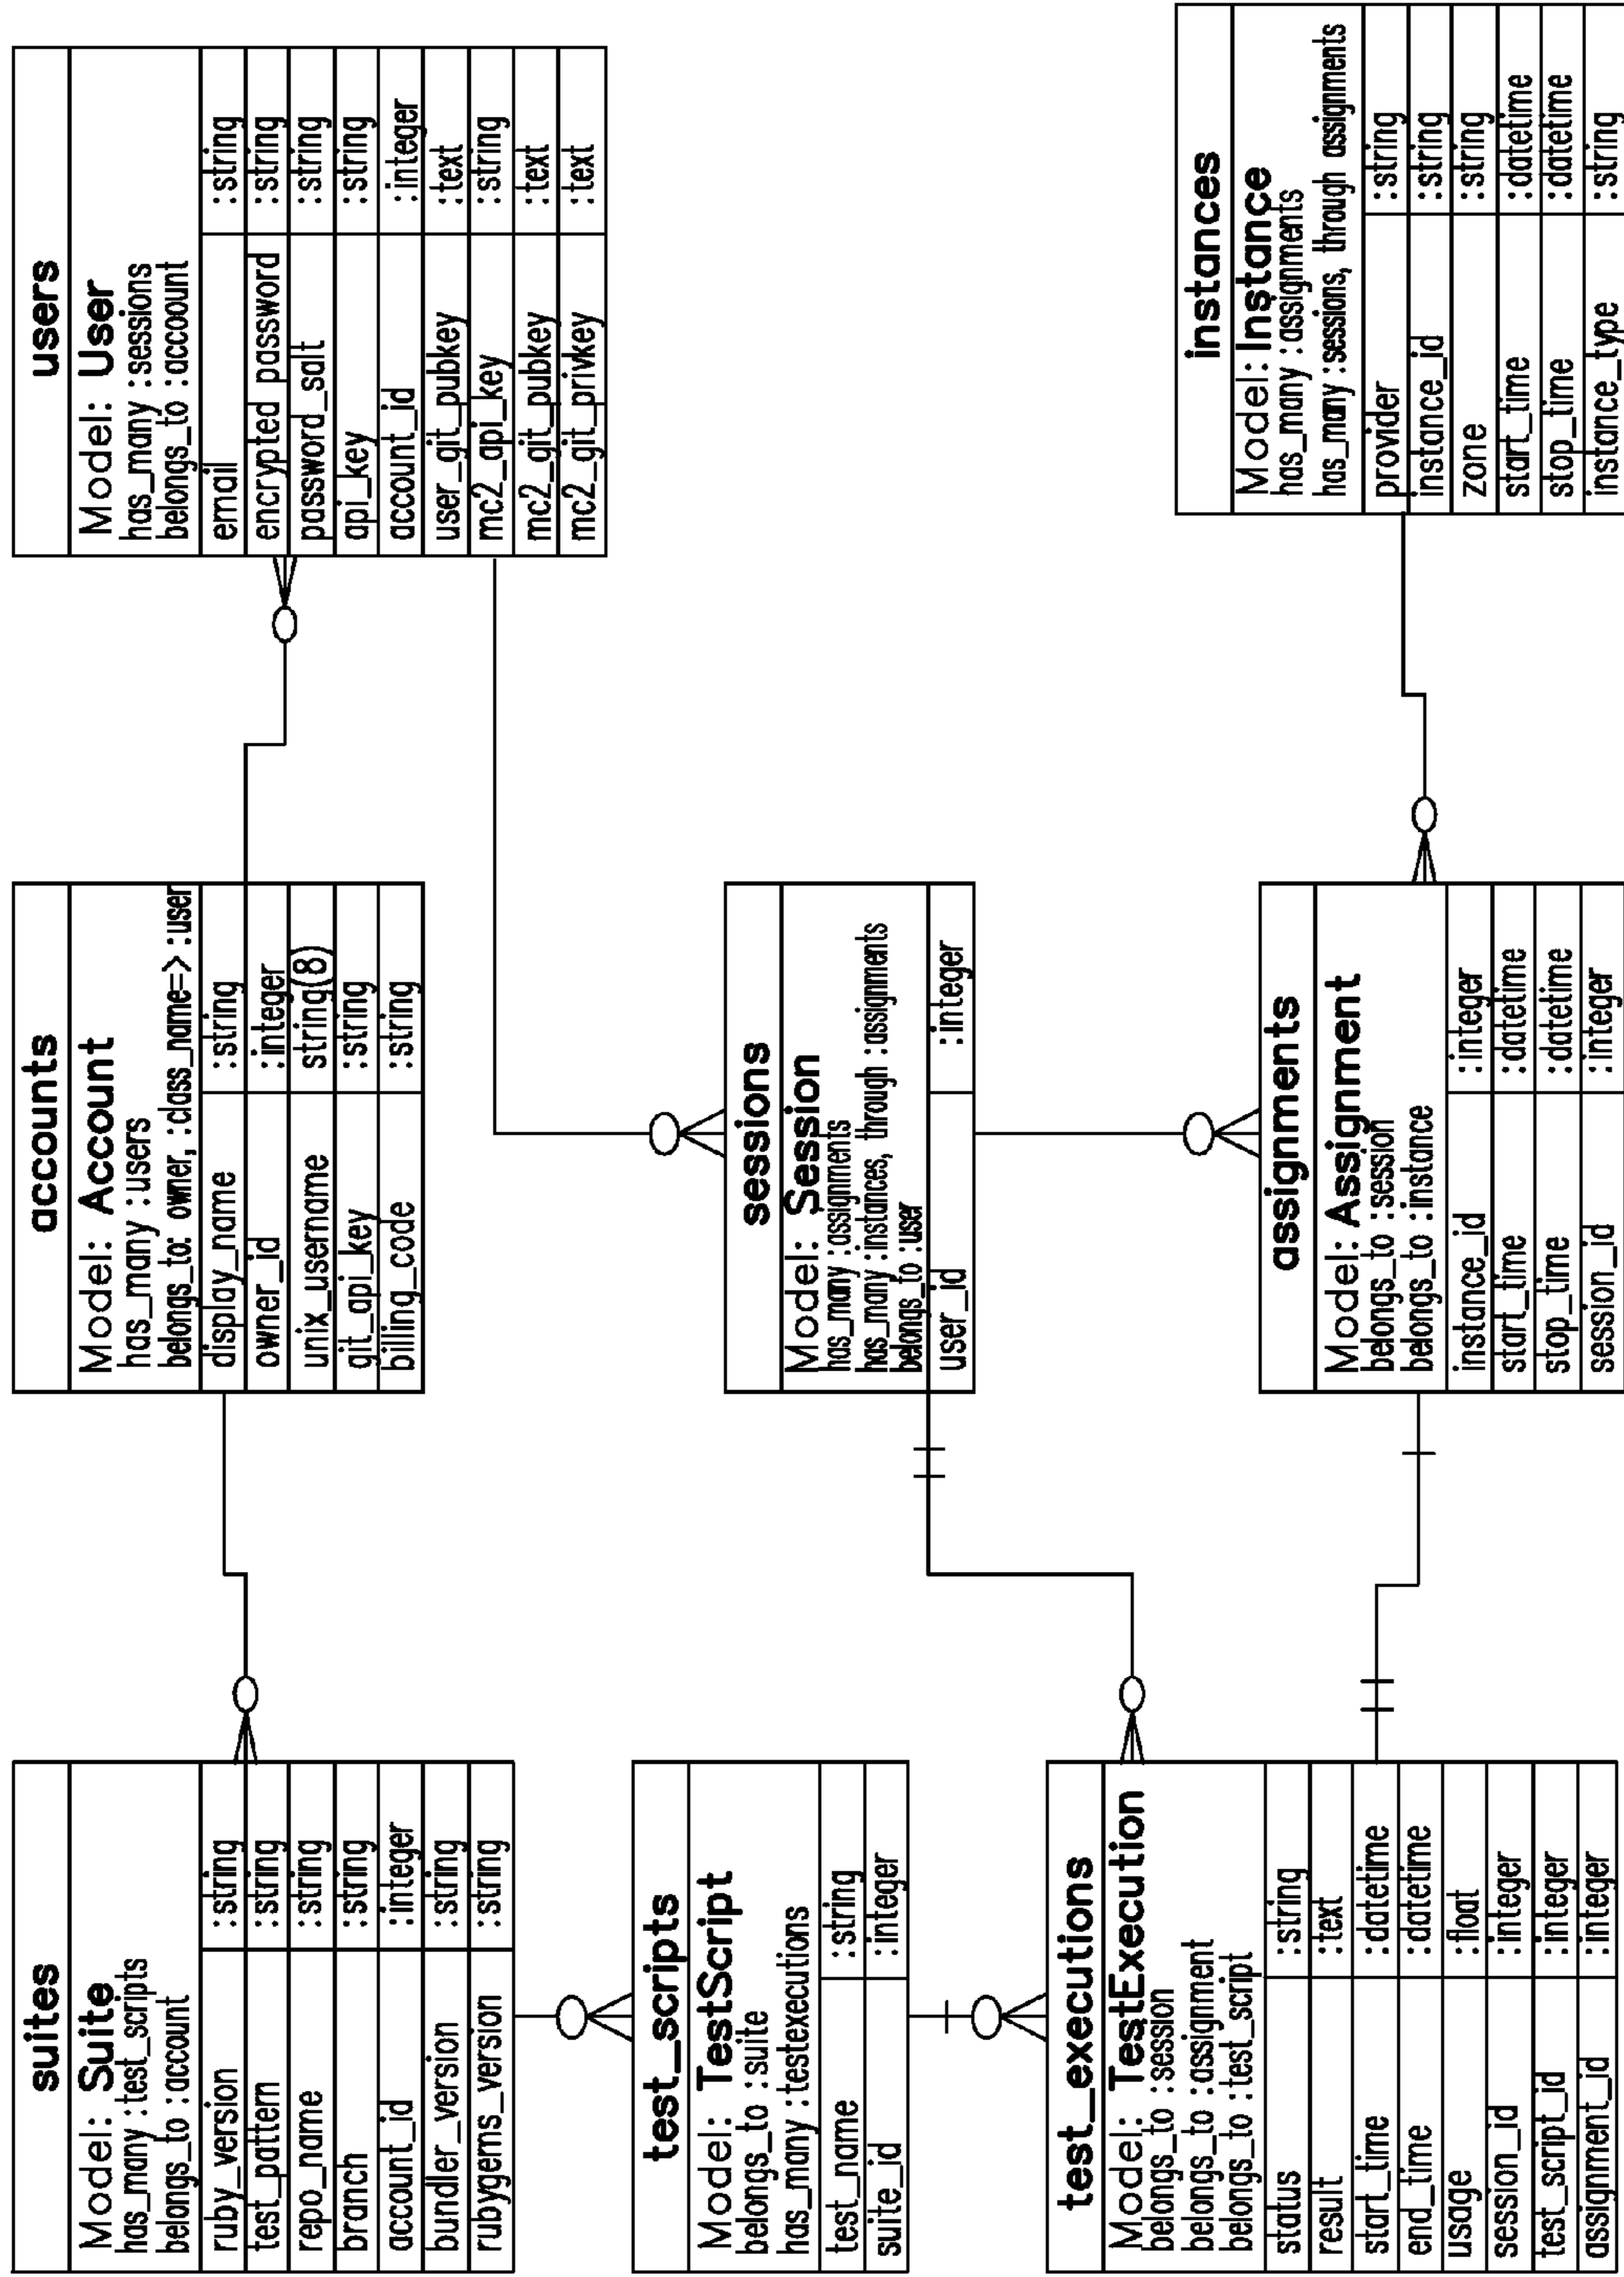 suites
Model: Suite
has_many :test_scripts
belongs_to :account
ruby_version :string
test_pattern :string
repo_name :string
branch :string
account_id :integer
bundler_version :string
rubygems_version :string
accounts
Model: Account
has_many :users
belongs_to: owner, :class_name=> :user
display_name :string
owner_id :integer
unix_username string(8)
git_api_key :string
billing_code :string
users
Model: User
has_many :sessions
belongs_to :account
email :string
encrypted password :string
password_salt :string
api_key :string
account_id :integer
user_git_pubkey :text
mc2_api_key :string
mc2_git_pubkey :text
mc2_git_privkey :text
test_scripts
Model: TestScript
belongs_to :suite
has_many :testexecutions
test_name :string
suite_id :integer
sessions
Model: Session
has_many :assignments
has_many :instances, through :assignments
belongs_to :user
user_id :integer
test_executions
Model: TestExecution
belongs_to :session
belongs_to :assignment
belongs_to :test_script
status :string
result :text
start_time :datetime
end_time :datetime
usage :float
session_id :integer
test_script_id :integer
assignment_id :integer
assignments
Model: Assignment
belongs_to :session
belongs_to :instance
instance_id :integer
start_time :datetime
stop_time :datetime
session_id :integer
instances
Model: Instance
has_many :assignments
has_many :sessions, through assignments
provider :string
instance_id :string
zone :string
start_time :datetime
stop_time :datetime
instance_type :string